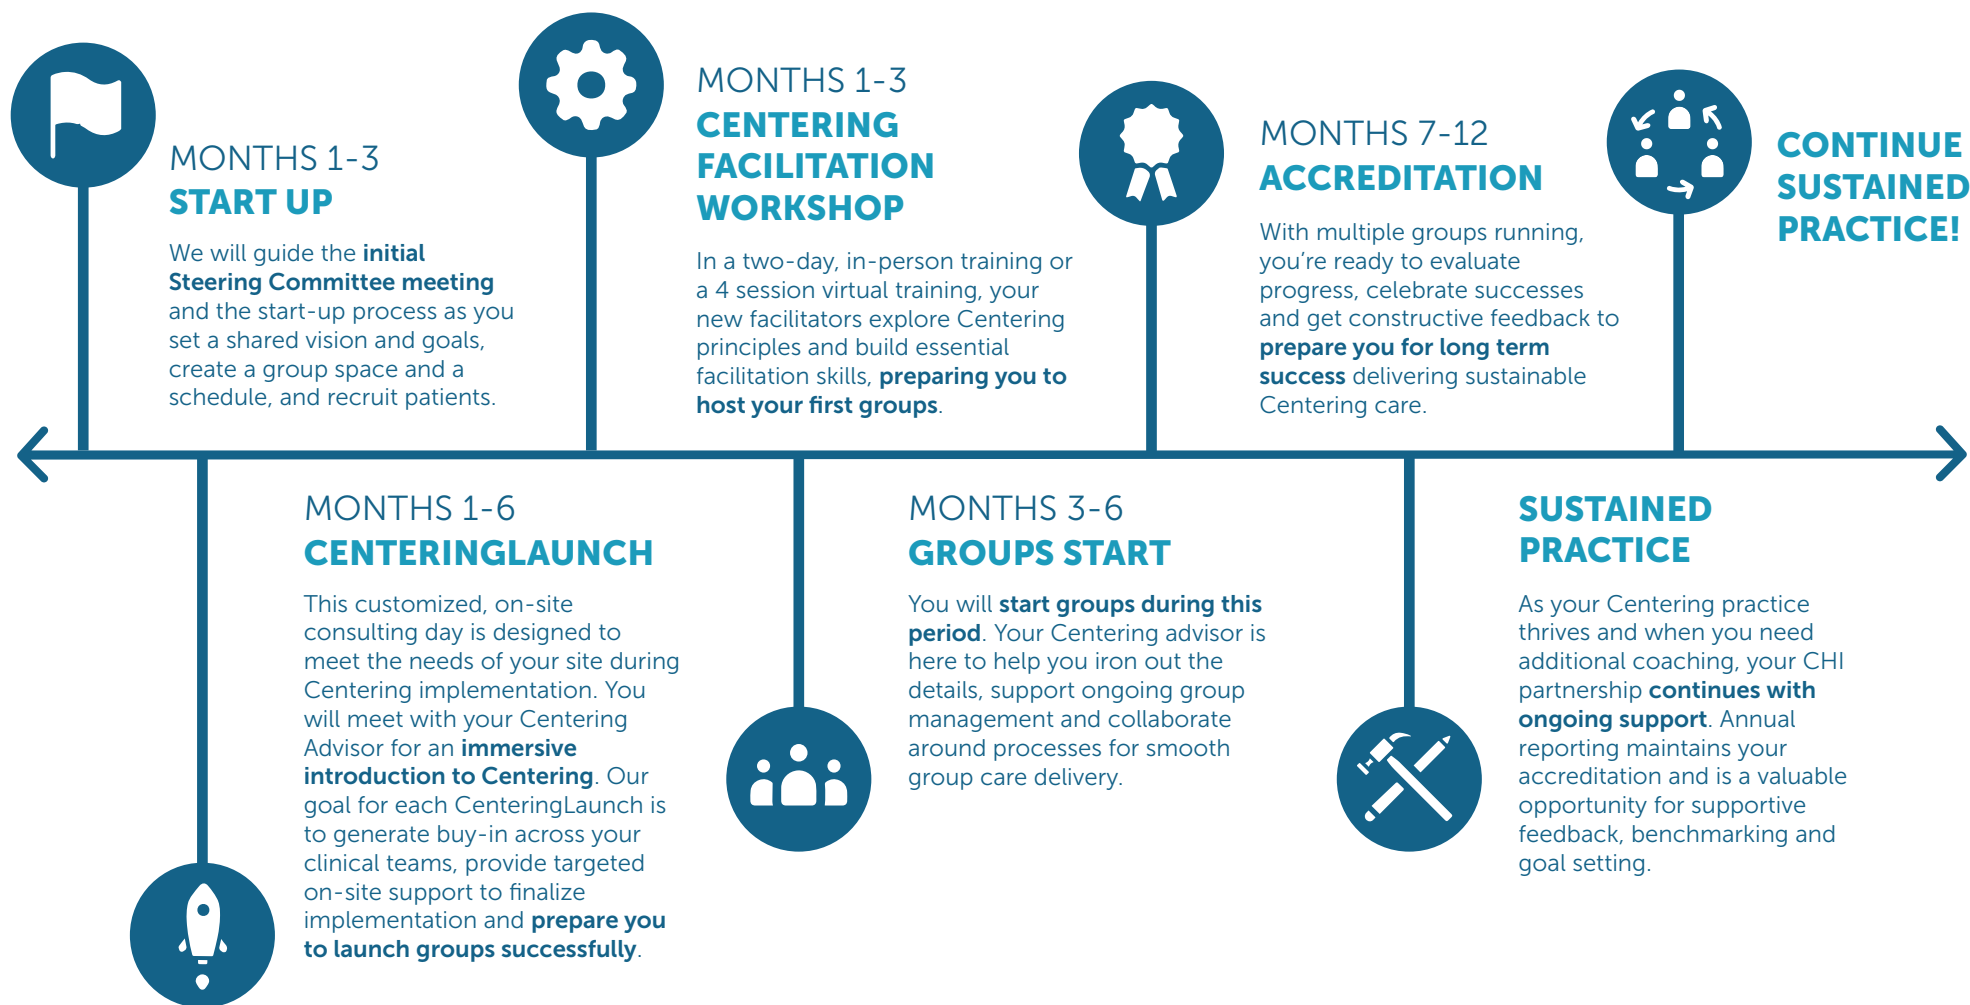 MONTHS 1-3
START UP
We will guide the initial
Steering Committee meeting
and the start-up process as you
set a shared vision and goals,
create a group space and a
schedule, and recruit patients.
MONTHS 1-6
CENTERINGLAUNCH
This customized, on-site
consulting day is designed to
meet the needs of your site during
Centering implementation. You
will meet with your Centering
Advisor for an immersive
introduction to Centering. Our
goal for each CenteringLaunch is
to generate buy-in across your
clinical teams, provide targeted
on-site support to finalize
implementation and prepare you
to launch groups successfully.
MONTHS 1-3
CENTERING
FACILITATION
WORKSHOP
In a two-day, in-person training or
a 4 session virtual training, your
new facilitators explore Centering
principles and build essential
facilitation skills, preparing you to
host your first groups.
MONTHS 3-6
GROUPS START
You will start groups during this
period. Your Centering advisor is
here to help you iron out the
details, support ongoing group
management and collaborate
around processes for smooth
group care delivery.
MONTHS 7-12
ACCREDITATION
With multiple groups running,
you're ready to evaluate
progress, celebrate successes
and get constructive feedback to
prepare you for long term
success delivering sustainable
Centering care.
SUSTAINED
PRACTICE
As your Centering practice
thrives and when you need
additional coaching, your CHI
partnership continues with
ongoing support. Annual
reporting maintains your
accreditation and is a valuable
opportunity for supportive
feedback, benchmarking and
goal setting.
CONTINUE
SUSTAINED
PRACTICE!